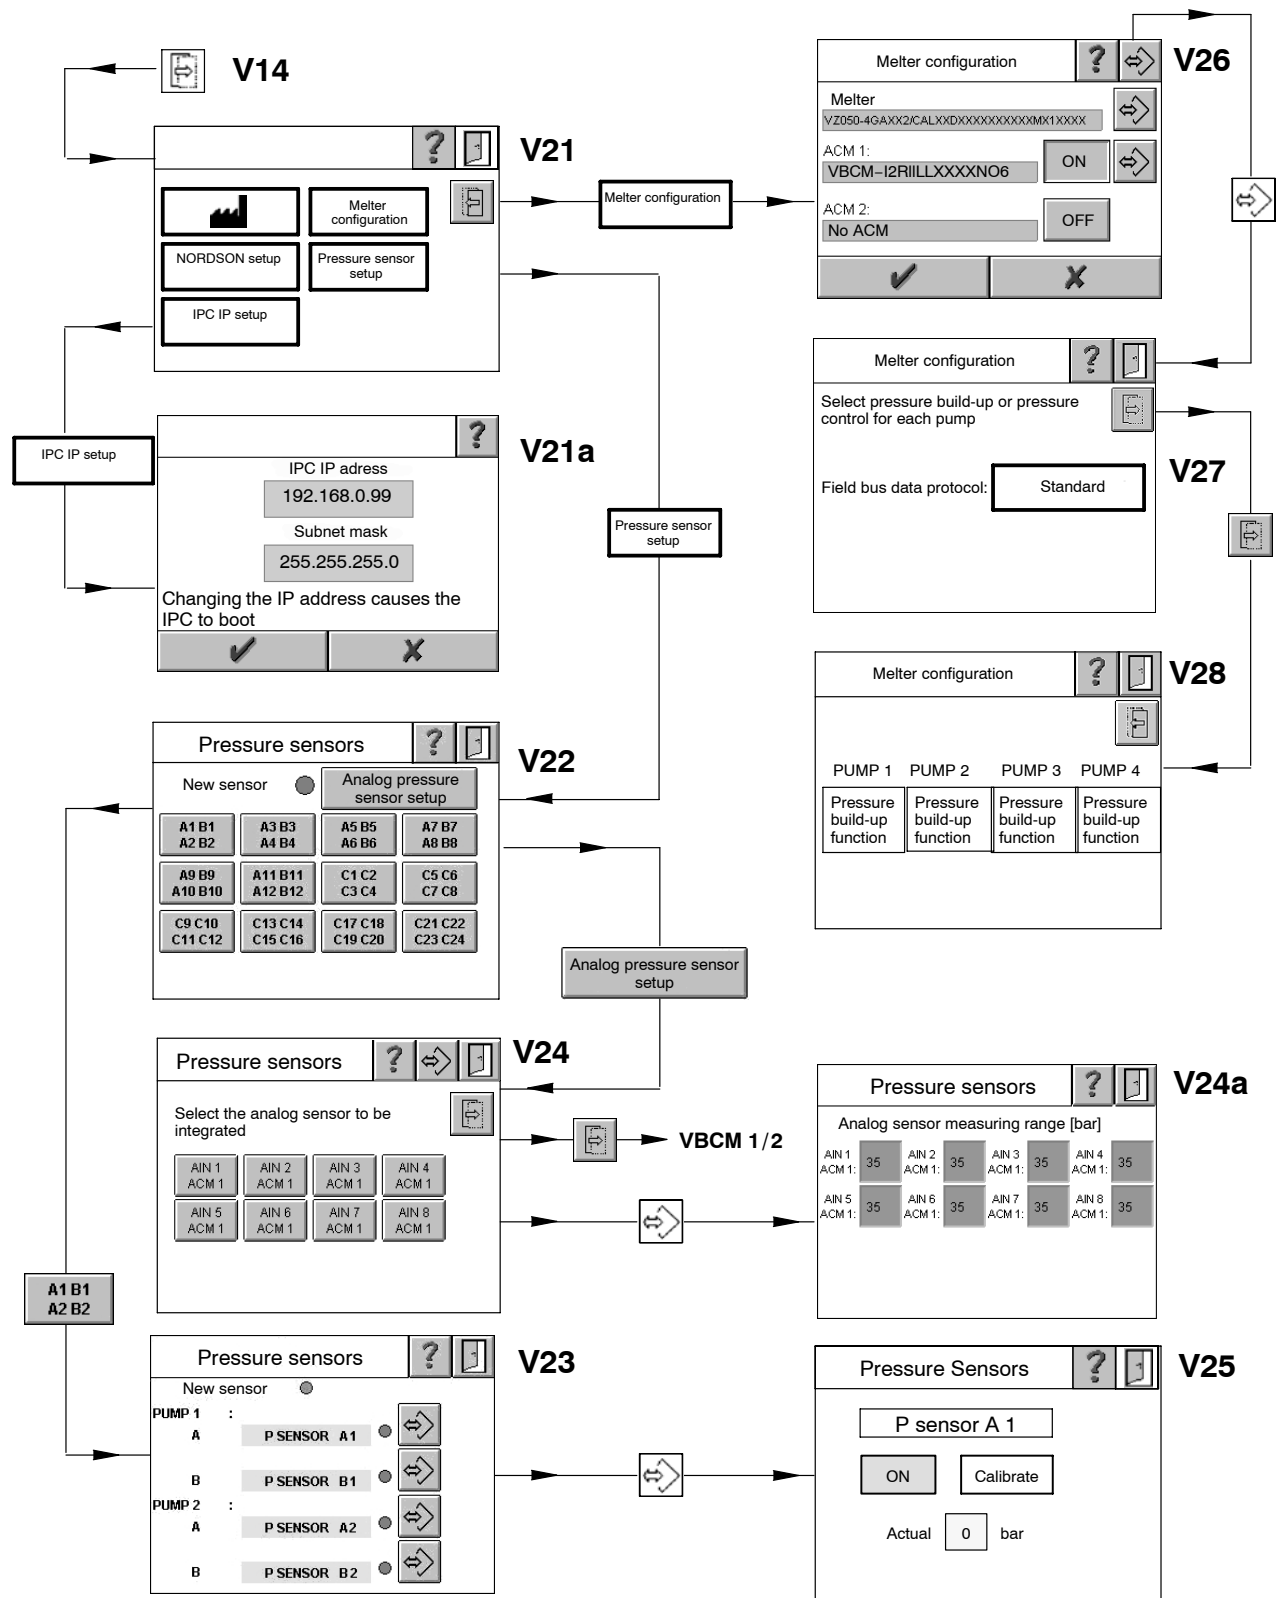 V14
V21
Melter
configuration
NORDSON setup
Pressure sensor
setup
IPC IP setup
Melter configuration
Melter configuration
V26
Melter
VZ050-4GAXX2/CALXXDXXXXXXXXXXMX1XXXX
ACM 1:
VBCM-I2RIILLXXXXNO6
ON
ACM 2:
No ACM
OFF
IPC IP setup
V21a
IPC IP adress
192.168.0.99
Subnet mask
255.255.255.0
Changing the IP address causes the
IPC to boot
Pressure sensor
setup
Melter configuration
Select pressure build-up or pressure
control for each pump
V27
Field bus data protocol:
Standard
Melter configuration
V28
PUMP 1 PUMP 2 PUMP 3 PUMP 4
Pressure Pressure Pressure Pressure
build-up build-up build-up build-up
function function function function
Pressure sensors
V22
New sensor
Analog pressure
sensor setup
A1 B1 A3 B3 A5 B5 A7 B7
A2 B2 A4 B4 A6 B6 A8 B8
A9 B9 A11 B11 C1 C2 C5 C6
A10 B10 A12 B12 C3 C4 C7 C8
C9 C10 C13 C14 C17 C18 C21 C22
C11 C12 C15 C16 C19 C20 C23 C24
Analog pressure sensor
setup
Pressure sensors
V24
Select the analog sensor to be
integrated
VBCM 1/2
AIN 1 AIN 2 AIN 3 AIN 4
ACM 1 ACM 1 ACM 1 ACM 1
AIN 5 AIN 6 AIN 7 AIN 8
ACM 1 ACM 1 ACM 1 ACM 1
Pressure sensors
V24a
Analog sensor measuring range [bar]
AIN 1 AIN 2 AIN 3 AIN 4
ACM 1: 35 ACM 1: 35 ACM 1: 35 ACM 1: 35
AIN 5 AIN 6 AIN 7 AIN 8
ACM 1: 35 ACM 1: 35 ACM 1: 35 ACM 1: 35
A1 B1
A2 B2
Pressure sensors
V23
New sensor
PUMP 1 :
A P SENSOR A1
B P SENSOR B1
PUMP 2 :
A P SENSOR A2
B P SENSOR B2
Pressure Sensors
V25
P sensor A 1
ON Calibrate
Actual 0 bar